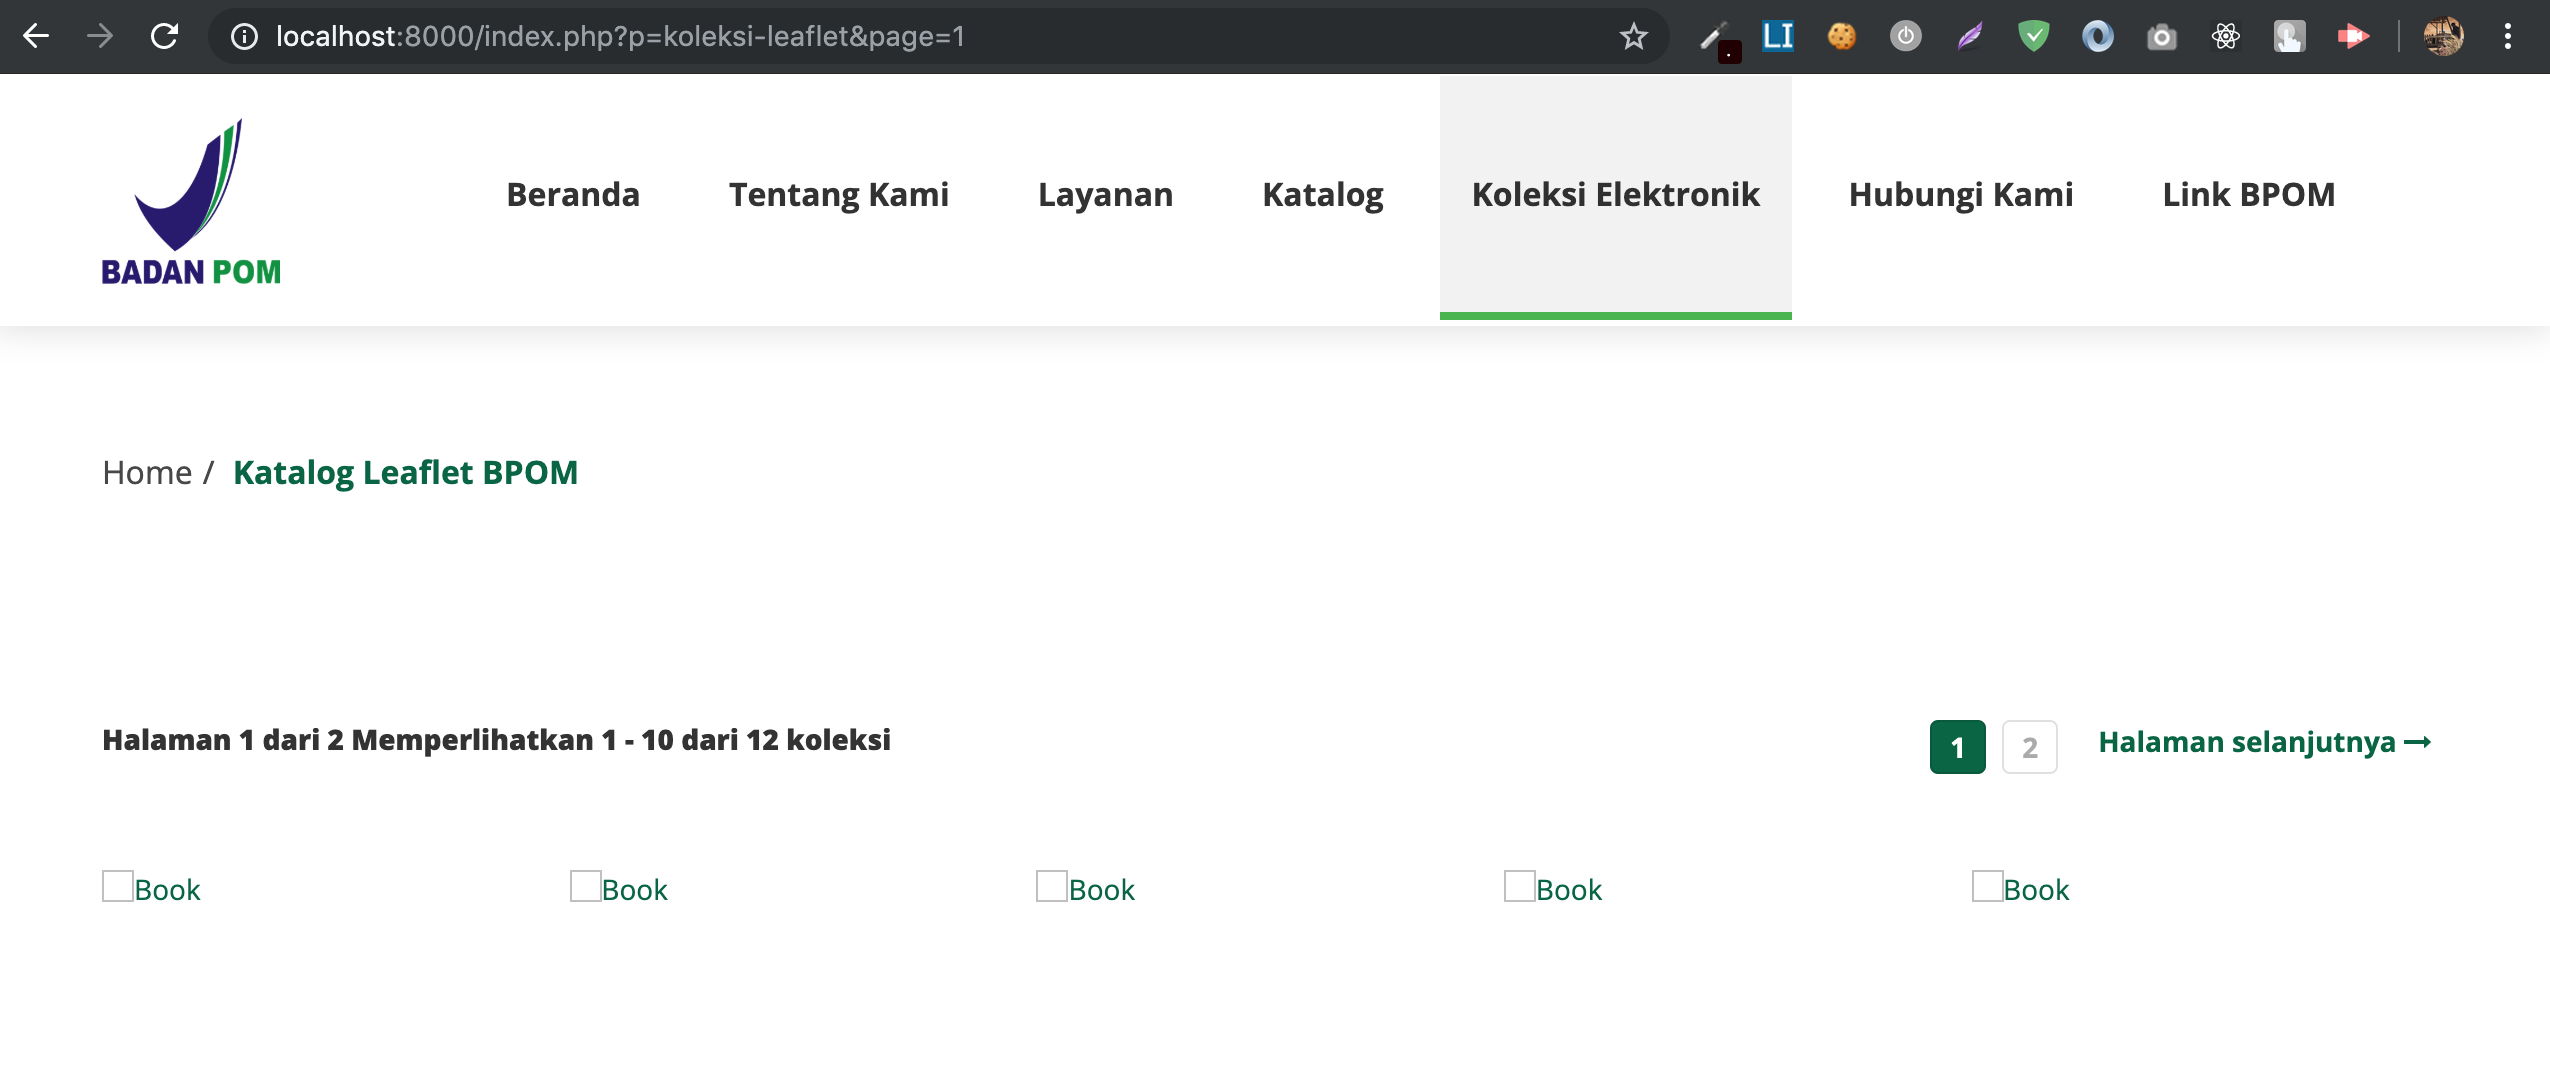 localhost:8000/index.php?p=koleksi-leaflet&page=1
LI
BADAN POM
Beranda Tentang Kami Layanan Katalog Koleksi Elektronik Hubungi Kami Link BPOM
Home / Katalog Leaflet BPOM
Halaman 1 dari 2 Memperlihatkan 1 - 10 dari 12 koleksi
1 2 Halaman selanjutnya →
Book Book Book Book Book